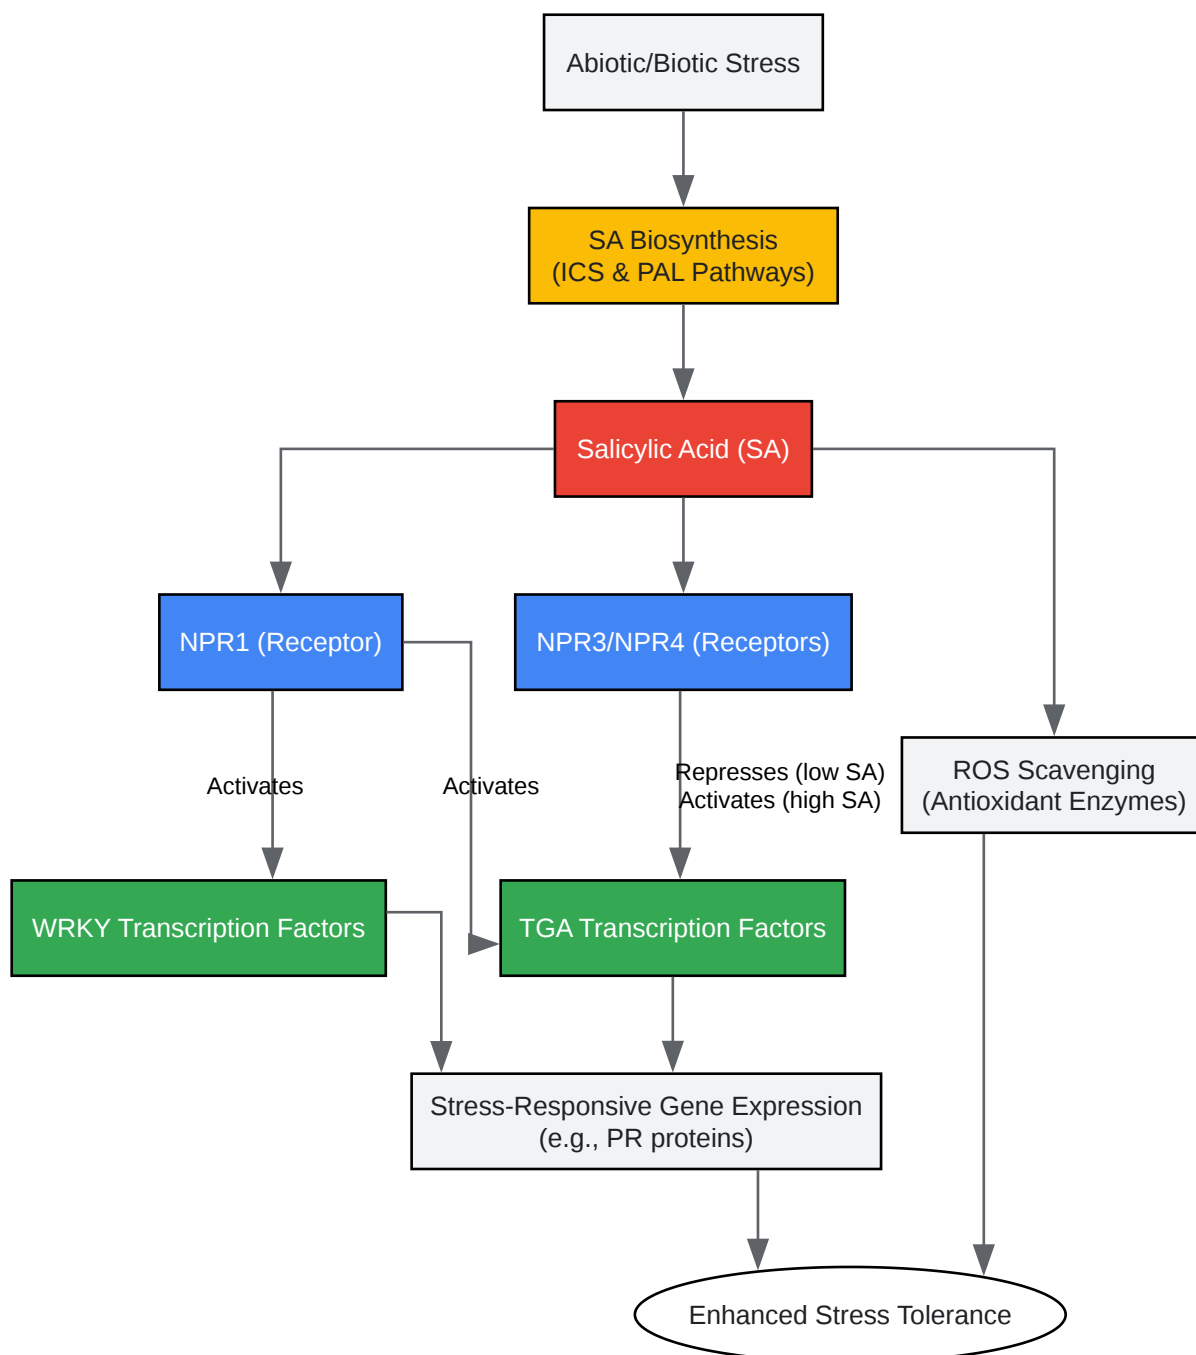 Abiotic/Biotic Stress
SA Biosynthesis
(ICS & PAL Pathways)
Salicylic Acid (SA)
NPR1 (Receptor)
NPR3/NPR4 (Receptors)
Activates
Activates
Represses (low SA)
Activates (high SA)
ROS Scavenging
(Antioxidant Enzymes)
WRKY Transcription Factors
TGA Transcription Factors
Stress-Responsive Gene Expression
(e.g., PR proteins)
Enhanced Stress Tolerance